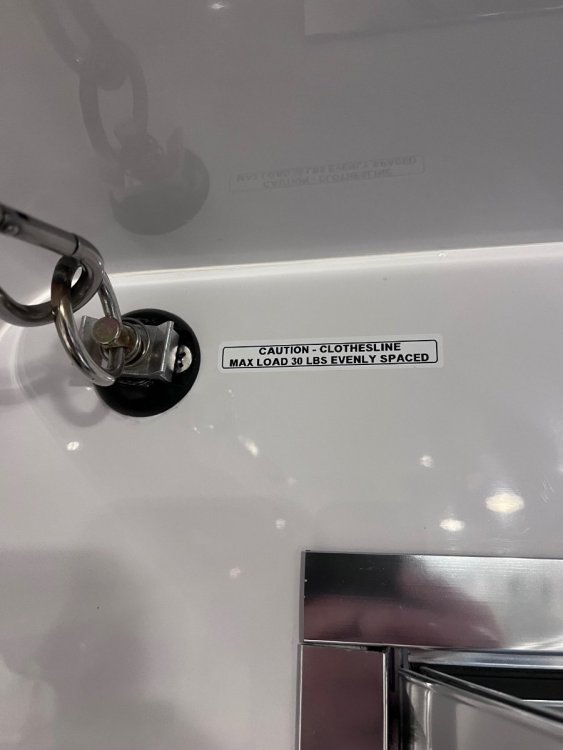 CAUTION - CLOTHESLINE
MAX LOAD 30 LBS EVENLY SPACED